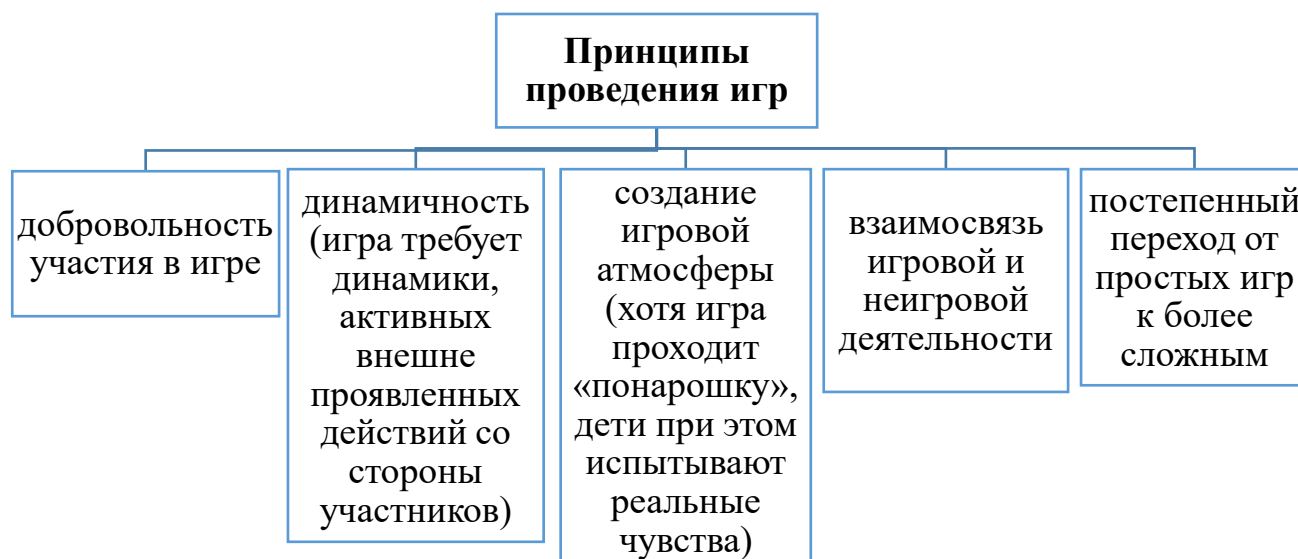 Принципы
проведения игр
добровольность
участия в игре
динамичность
(игра требует
динамики,
активных
внешне
проявленных
действий со
стороны
участников)
создание
игровой
атмосферы
(хотя игра
проходит
«понарошку»,
дети при этом
испытывают
реальные
чувства)
взаимосвязь
игровой и
неигровой
деятельности
постепенный
переход от
простых игр
к более
сложным